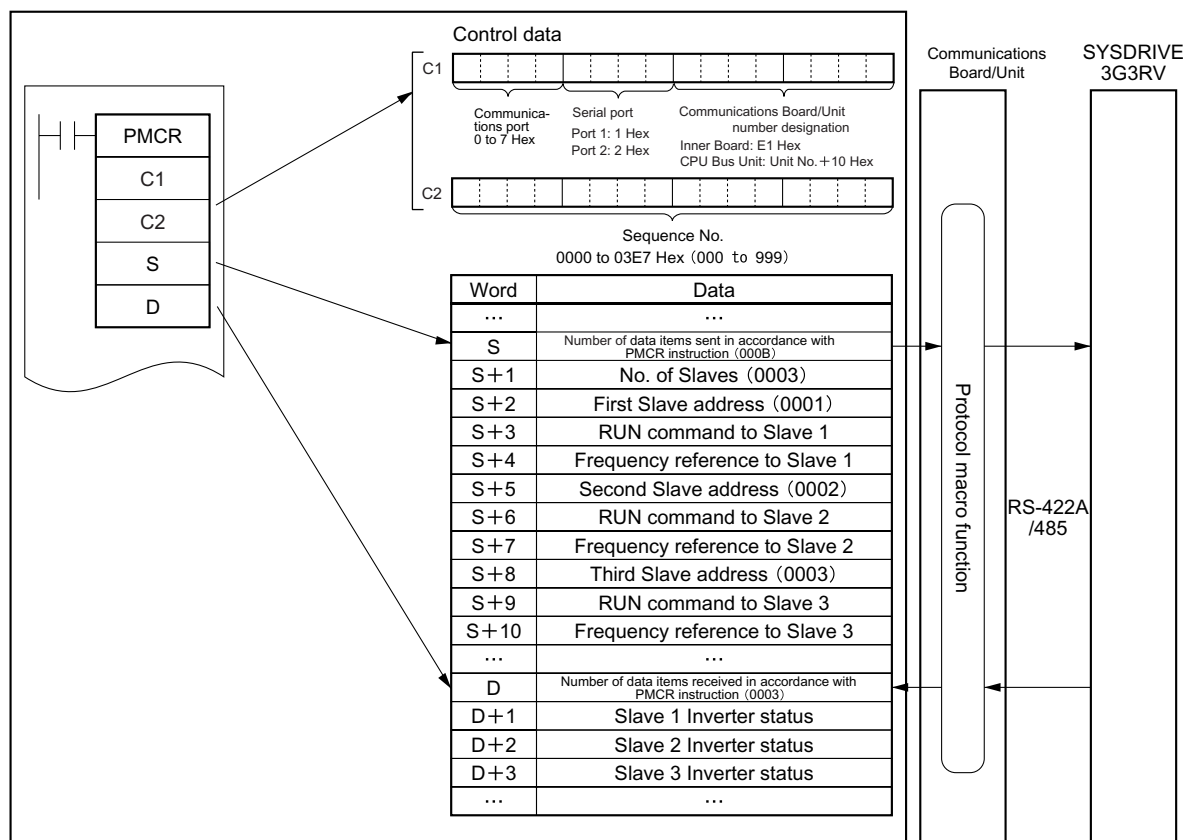 Control data
C1
Communica-
tions port
0 to 7 Hex
Serial port
Port 1: 1 Hex
Port 2: 2 Hex
Communications Board/Unit
number designation
Inner Board: E1 Hex
CPU Bus Unit: Unit No.+10 Hex
C2
Sequence No.
0000 to 03E7 Hex (000 to 999)
PMCR
C1
C2
S
D
Word Data
... ...
S Number of data items sent in accordance with
PMCR instruction (000B)
S+1 No. of Slaves (0003)
S+2 First Slave address (0001)
S+3 RUN command to Slave 1
S+4 Frequency reference to Slave 1
S+5 Second Slave address (0002)
S+6 RUN command to Slave 2
S+7 Frequency reference to Slave 2
S+8 Third Slave address (0003)
S+9 RUN command to Slave 3
S+10 Frequency reference to Slave 3
... ...
D Number of data items received in accordance with
PMCR instruction (0003)
D+1 Slave 1 Inverter status
D+2 Slave 2 Inverter status
D+3 Slave 3 Inverter status
... ...
Communications
Board/Unit
Protocol macro function
RS-422A
/485
SYSDRIVE
3G3RV